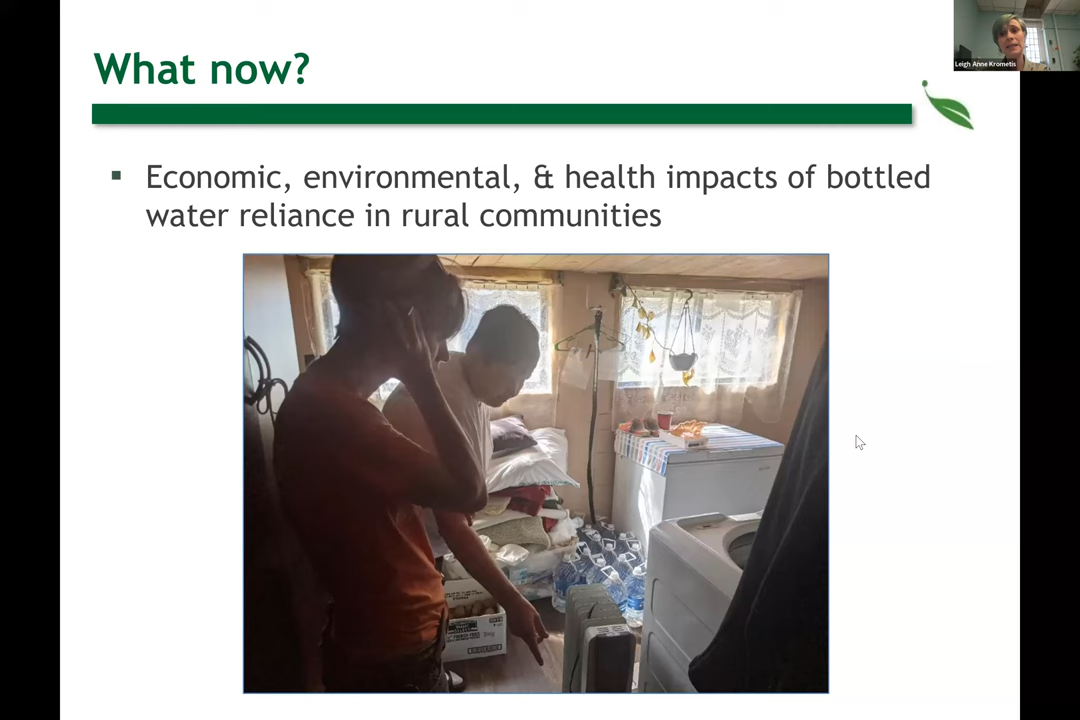 What now?
Leigh Anne Krometis
▪ Economic, environmental, & health impacts of bottled
water reliance in rural communities